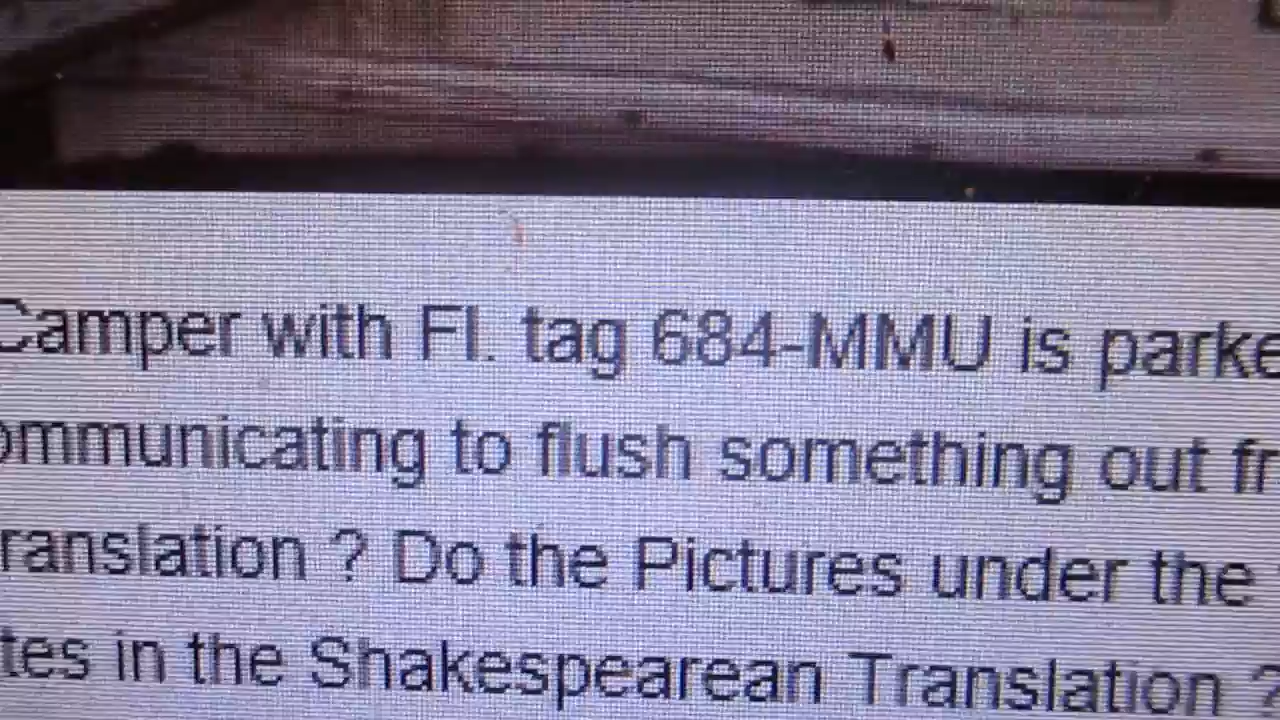 Camper with Fl. tag 684-MMU is parke
ommunicating to flush something out fr
ranslation ? Do the Pictures under the
tes in the Shakespearean Translation ?